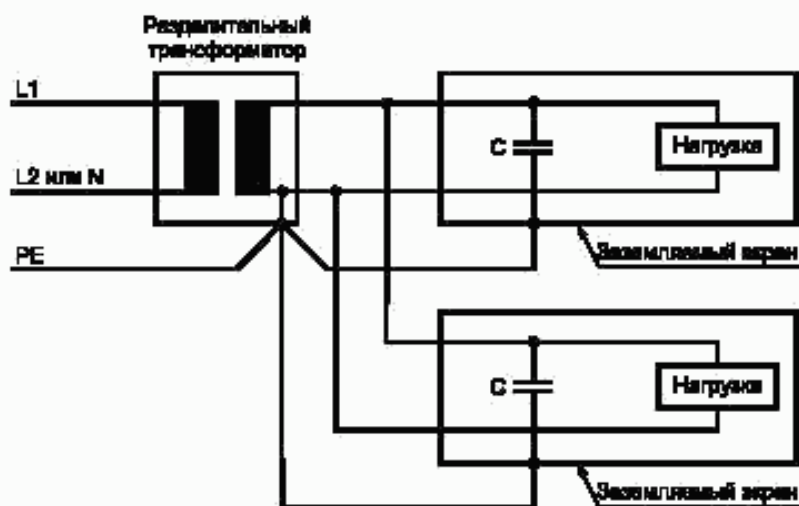 Разделительный
трансформатор
L1
L2 или N
PE
C
Нагрузка
Заземляемый экран
C
Нагрузка
Заземляемый экран